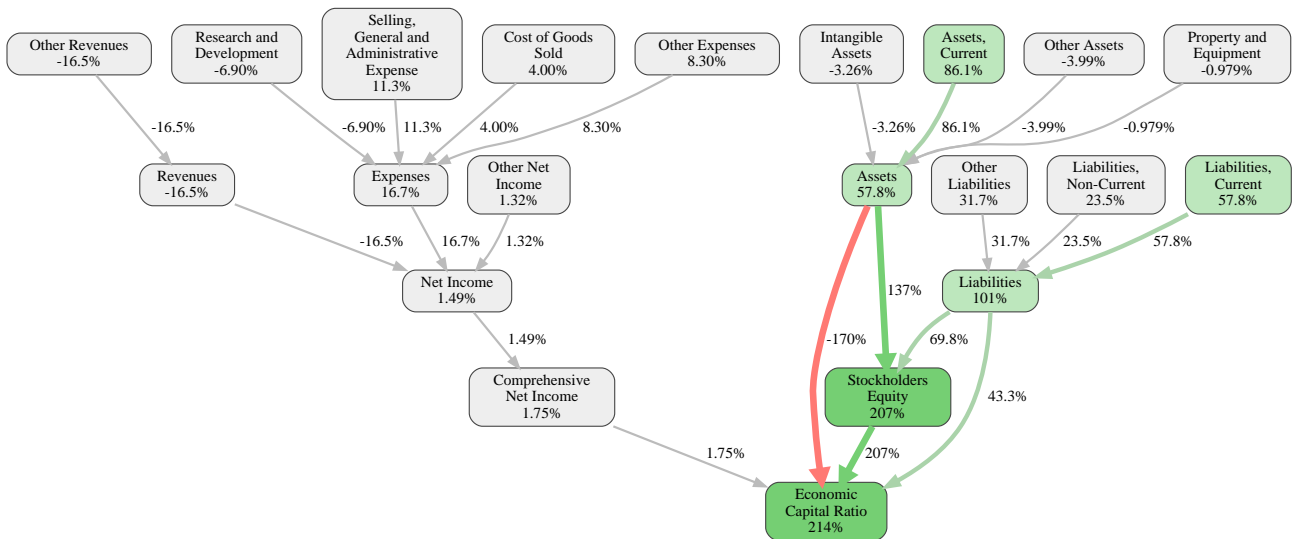 Other Revenues
-16.5%
Research and
Development
-6.90%
Selling,
General and
Administrative
Expense
11.3%
Cost of Goods
Sold
4.00%
Other Expenses
8.30%
Intangible
Assets
-3.26%
Assets,
Current
86.1%
Other Assets
-3.99%
Property and
Equipment
-0.979%
-16.5%
-6.90%
11.3%
4.00%
8.30%
-3.26%
86.1%
-3.99%
-0.979%
Revenues
-16.5%
Expenses
16.7%
Other Net
Income
1.32%
Assets
57.8%
Other
Liabilities
31.7%
Liabilities,
Non-Current
23.5%
Liabilities,
Current
57.8%
-16.5%
16.7%
1.32%
31.7%
23.5%
57.8%
Net Income
1.49%
137%
Liabilities
101%
1.49%
-170%
69.8%
Comprehensive
Net Income
1.75%
Stockholders
Equity
207%
43.3%
1.75%
207%
Economic
Capital Ratio
214%